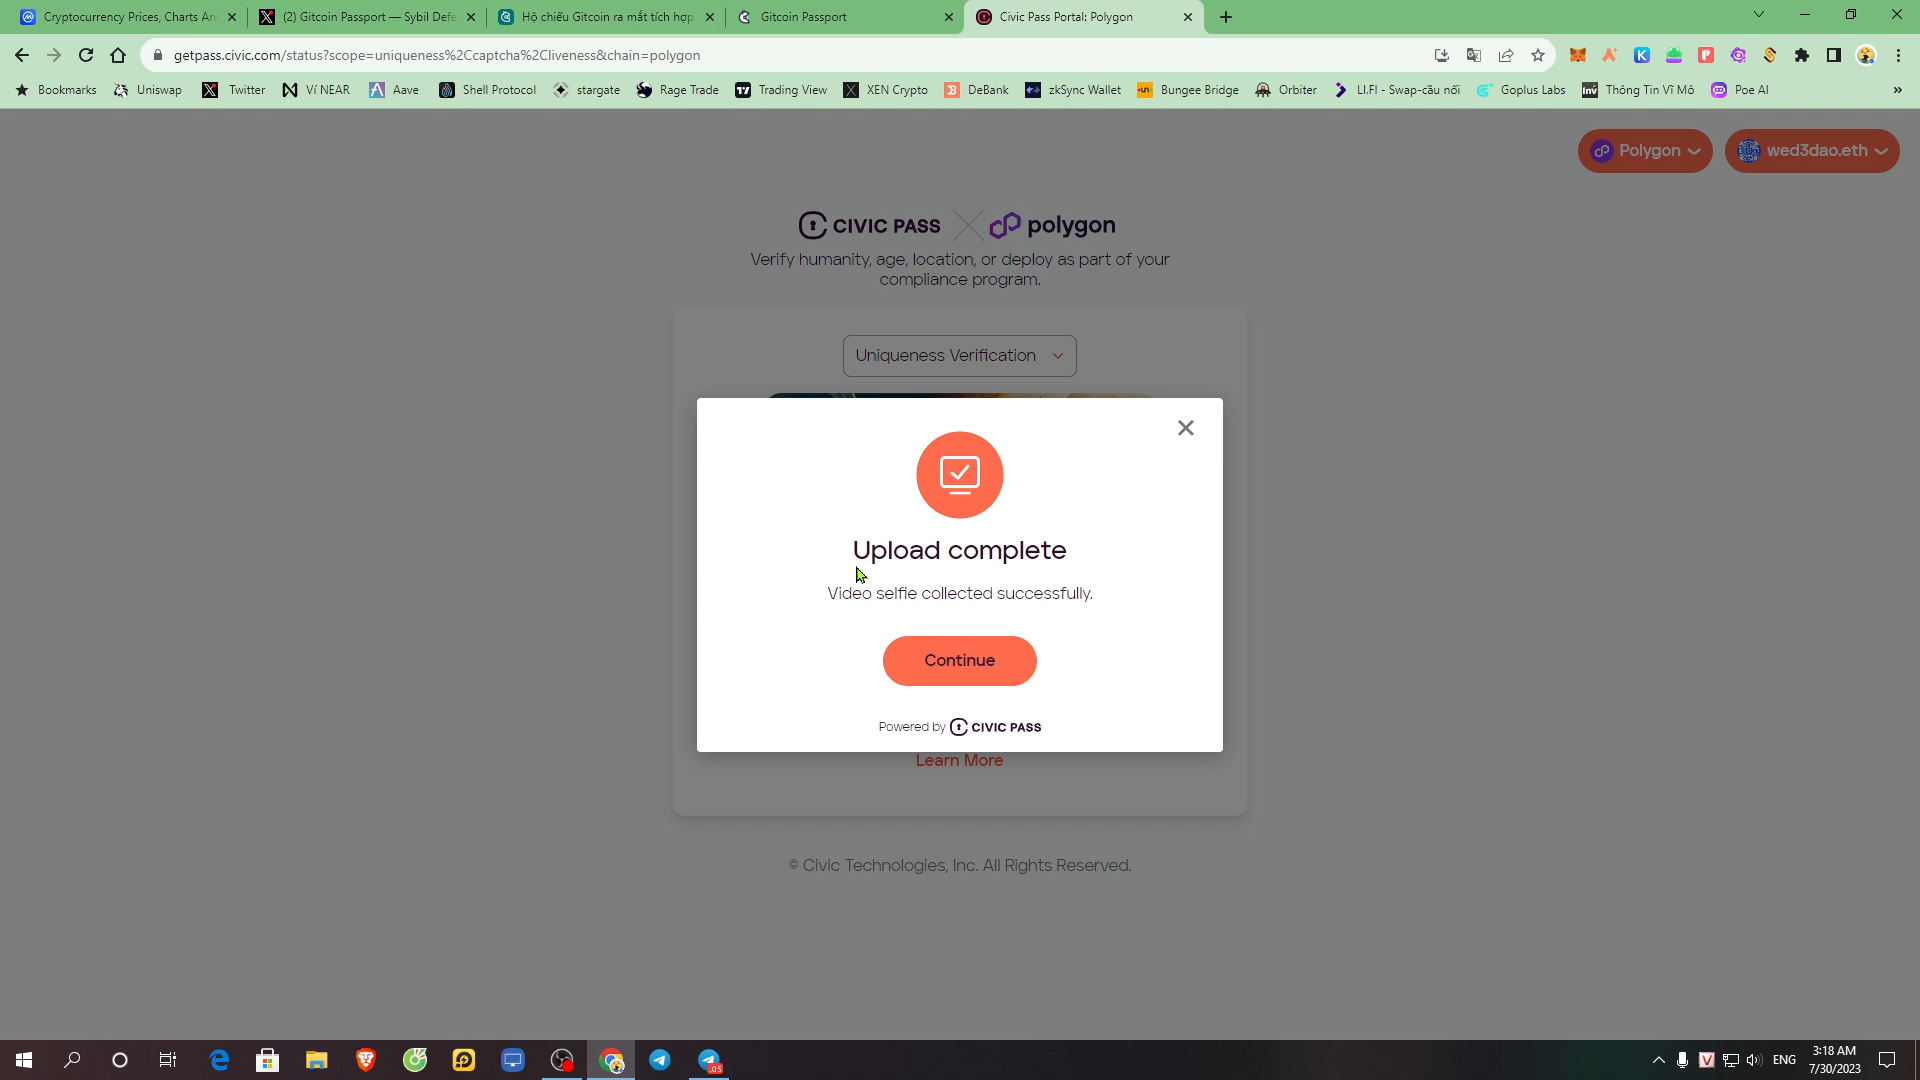 Cryptocurrency Prices, Charts An
(2) Gitcoin Passport — Sybil Defe
Hộ chiếu Gitcoin ra mắt tích hợp
Gitcoin Passport
Civic Pass Portal: Polygon
getpass.civic.com/status?scope=uniqueness%2Ccaptcha%2Cliveness&chain=polygon
Bookmarks
Uniswap
Twitter
Ví NEAR
Aave
Shell Protocol
stargate
Rage Trade
Trading View
XEN Crypto
DeBank
zkSync Wallet
Bungee Bridge
Orbiter
LI.FI - Swap-cầu nối
Goplus Labs
Thông Tin Vĩ Mô
Poe AI
»
Polygon
wed3dao.eth
CIVIC PASS
polygon
Verify humanity, age, location, or deploy as part of your
compliance program.
Uniqueness Verification
Upload complete
Video selfie collected successfully.
Continue
Powered by CIVIC PASS
Learn More
© Civic Technologies, Inc. All Rights Reserved.
ENG
3:18 AM
7/30/2023